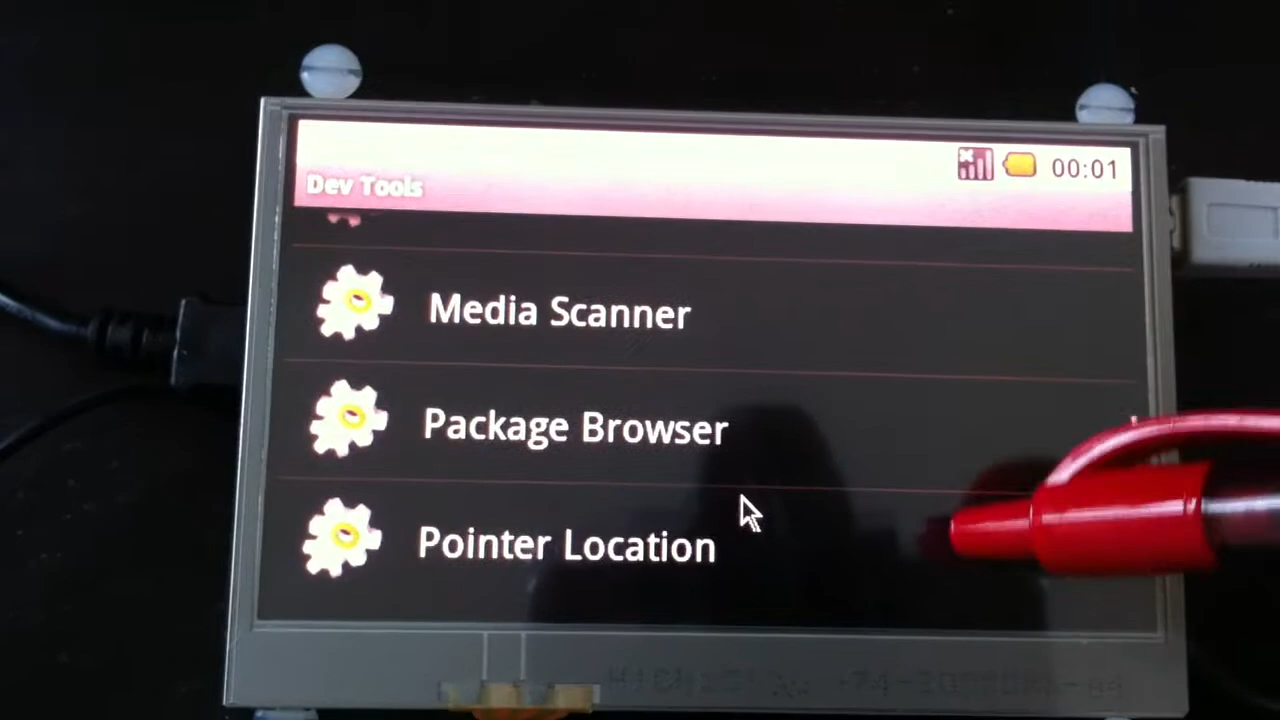 00:01
Dev Tools
Media Scanner
Package Browser
Pointer Location